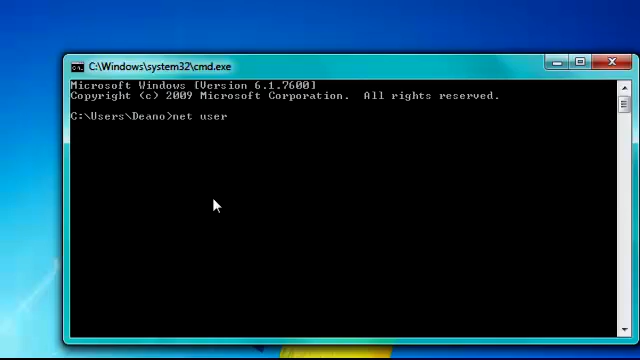 C:\Windows\system32\cmd.exe
Microsoft Windows [Version 6.1.7600]
Copyright (c) 2009 Microsoft Corporation.  All rights reserved.
C:\Users\Deano>net user